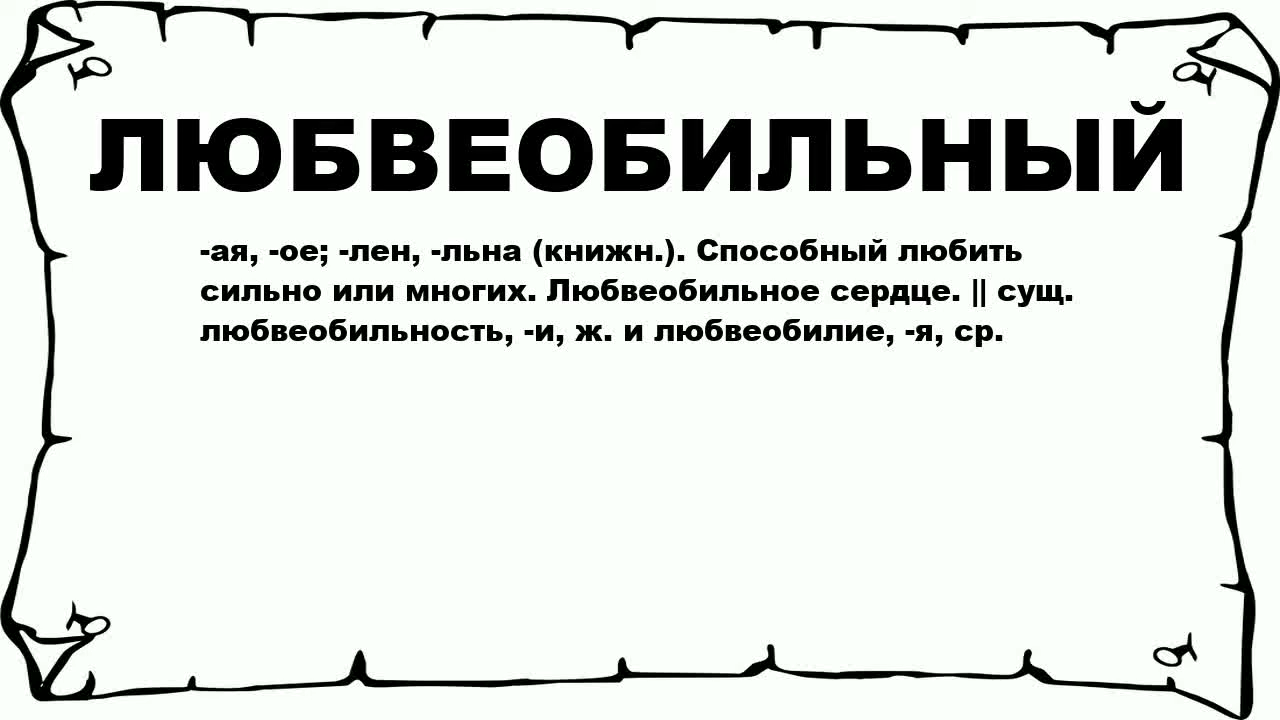 ЛЮБВЕОБИЛЬНЫЙ
-ая, -ое; -лен, -льна (книжн.). Способный любить
сильно или многих. Любвеобильное сердце. || сущ.
любвеобильность, -и, ж. и любвеобилие, -я, ср.